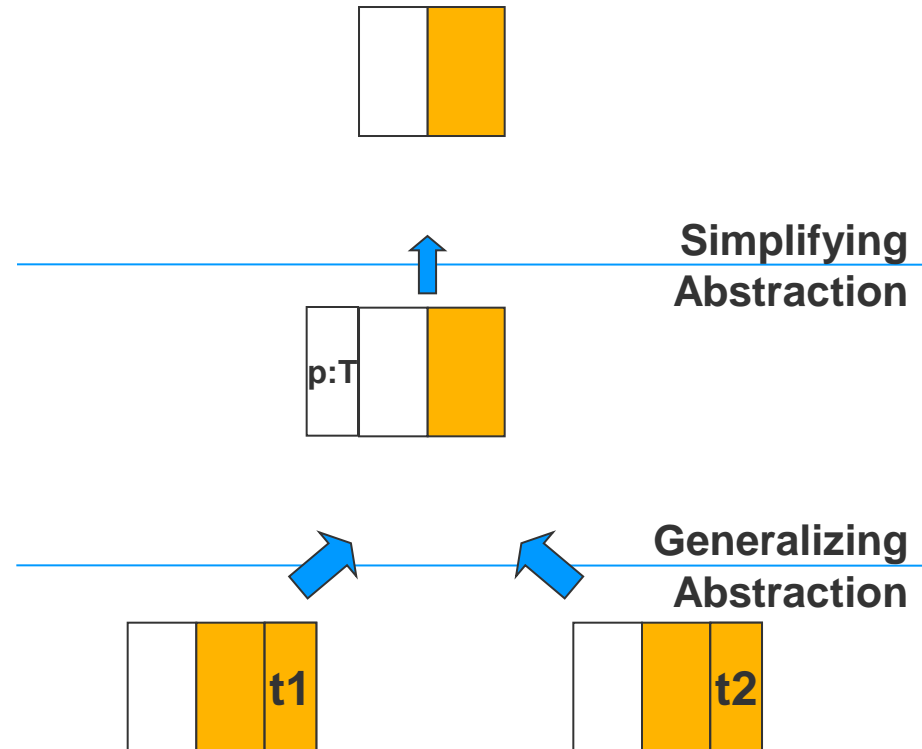 Simplifying
Abstraction
p:T
Generalizing
Abstraction
t1
t2